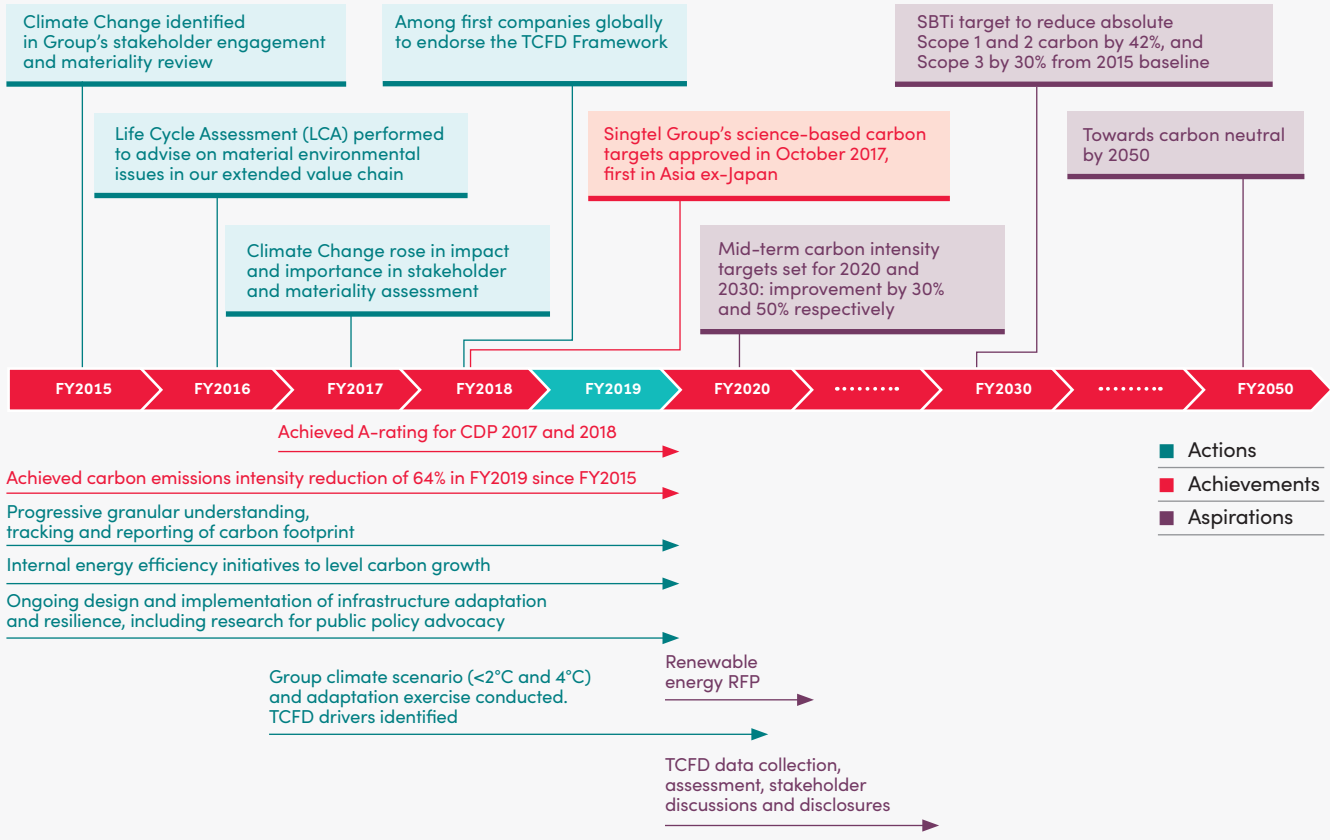 Climate Change identified
in Group's stakeholder engagement
and materiality review
Among first companies globally
to endorse the TCFD Framework
SBTi target to reduce absolute
Scope 1 and 2 carbon by 42%, and
Scope 3 by 30% from 2015 baseline
Life Cycle Assessment (LCA) performed
to advise on material environmental
issues in our extended value chain
Singtel Group's science-based carbon
targets approved in October 2017,
first in Asia ex-Japan
Towards carbon neutral
by 2050
Climate Change rose in impact
and importance in stakeholder
and materiality assessment
Mid-term carbon intensity
targets set for 2020 and
2030: improvement by 30%
and 50% respectively
FY2015
FY2016
FY2017
FY2018
FY2019
FY2020
.........
FY2030
.........
FY2050
Achieved A-rating for CDP 2017 and 2018
Achieved carbon emissions intensity reduction of 64% in FY2019 since FY2015
Progressive granular understanding,
tracking and reporting of carbon footprint
Internal energy efficiency initiatives to level carbon growth
Ongoing design and implementation of infrastructure adaptation
and resilience, including research for public policy advocacy
Group climate scenario (<2°C and 4°C)
and adaptation exercise conducted.
TCFD drivers identified
Renewable
energy RFP
TCFD data collection,
assessment, stakeholder
discussions and disclosures
Actions
Achievements
Aspirations